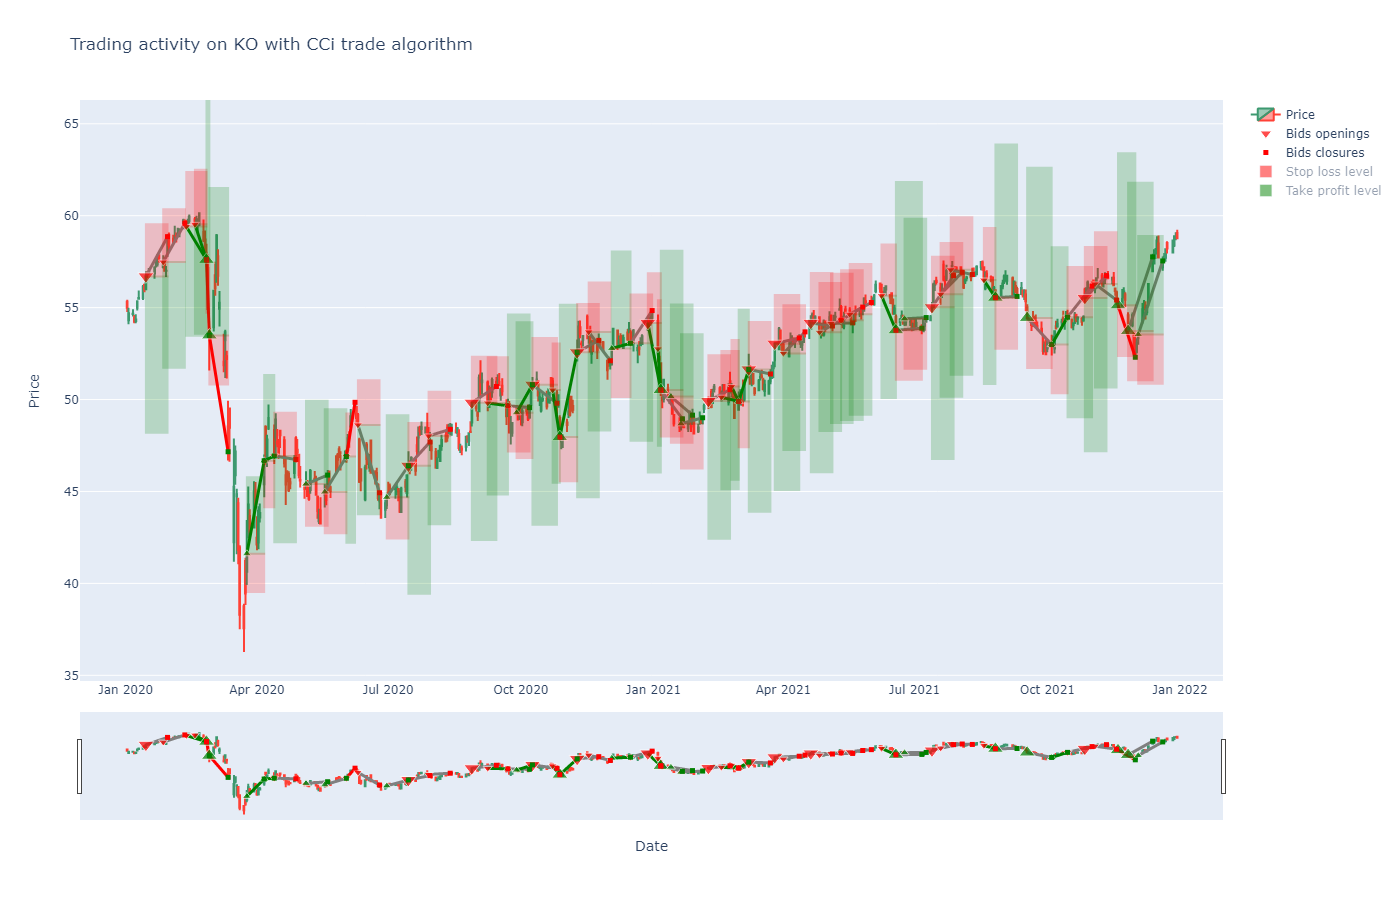 Trading activity on KO with CCi trade algorithm
Price
Bids openings
Bids closures
Stop loss level
Take profit level
65
60
55
50
45
40
35
Price
Jan 2020 Apr 2020 Jul 2020 Oct 2020 Jan 2021 Apr 2021 Jul 2021 Oct 2021 Jan 2022
Date